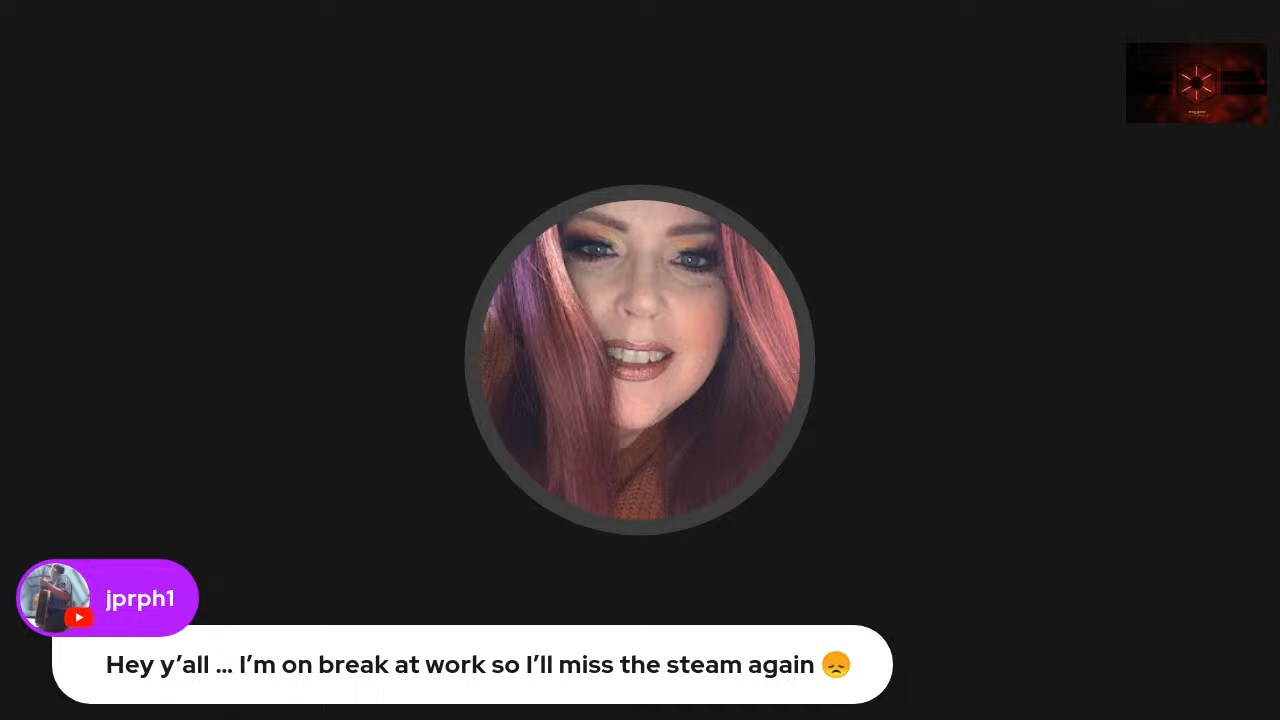 jprph1
Hey y’all ... I’m on break at work so I’ll miss the steam again 😞